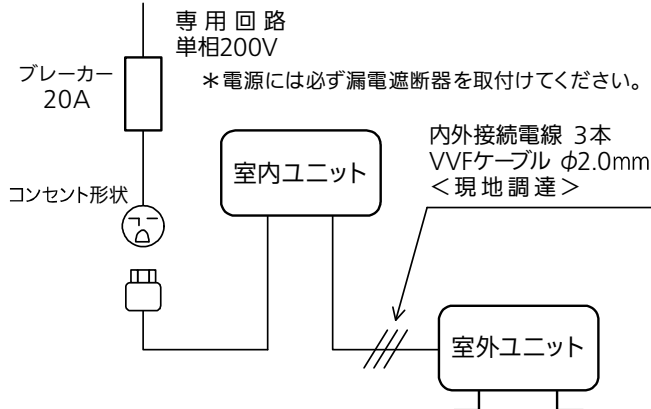 専用回路
単相200V
＊電源には必ず漏電遮断器を取付けてください。
ブレーカー
20A
内外接続電線 3本
VVFケーブル φ2.0mm
＜現地調達＞
室内ユニット
コンセント形状
室外ユニット